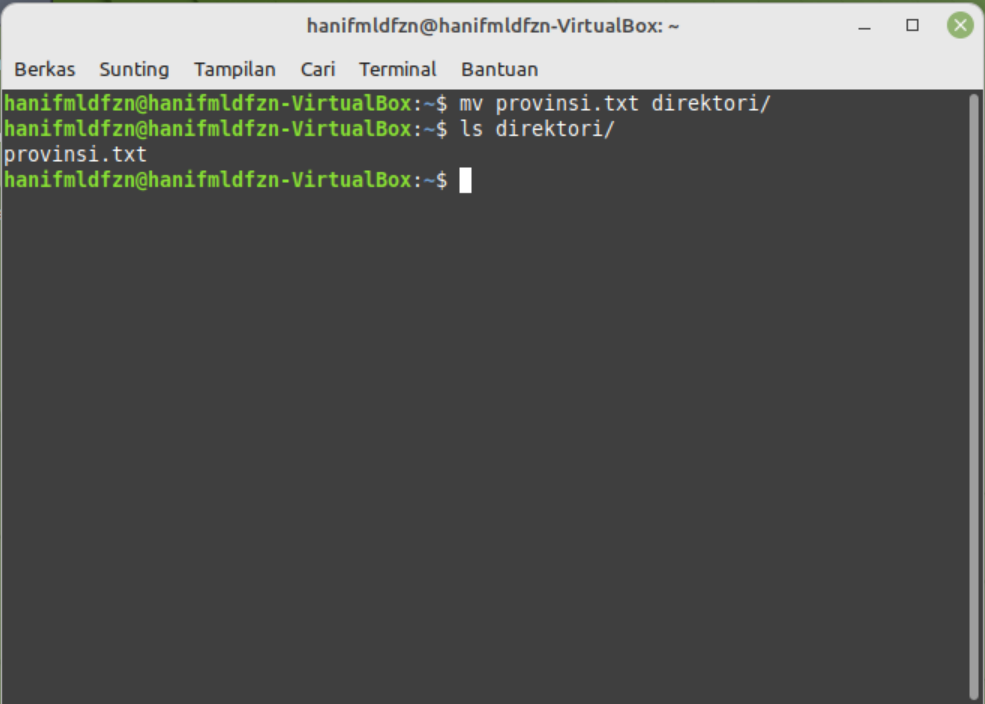 hanifmldfzn@hanifmldfzn-VirtualBox: ~
Berkas Sunting Tampilan Cari Terminal Bantuan
hanifmldfzn@hanifmldfzn-VirtualBox:~$ mv provinsi.txt direktori/
hanifmldfzn@hanifmldfzn-VirtualBox:~$ ls direktori/
provinsi.txt
hanifmldfzn@hanifmldfzn-VirtualBox:~$